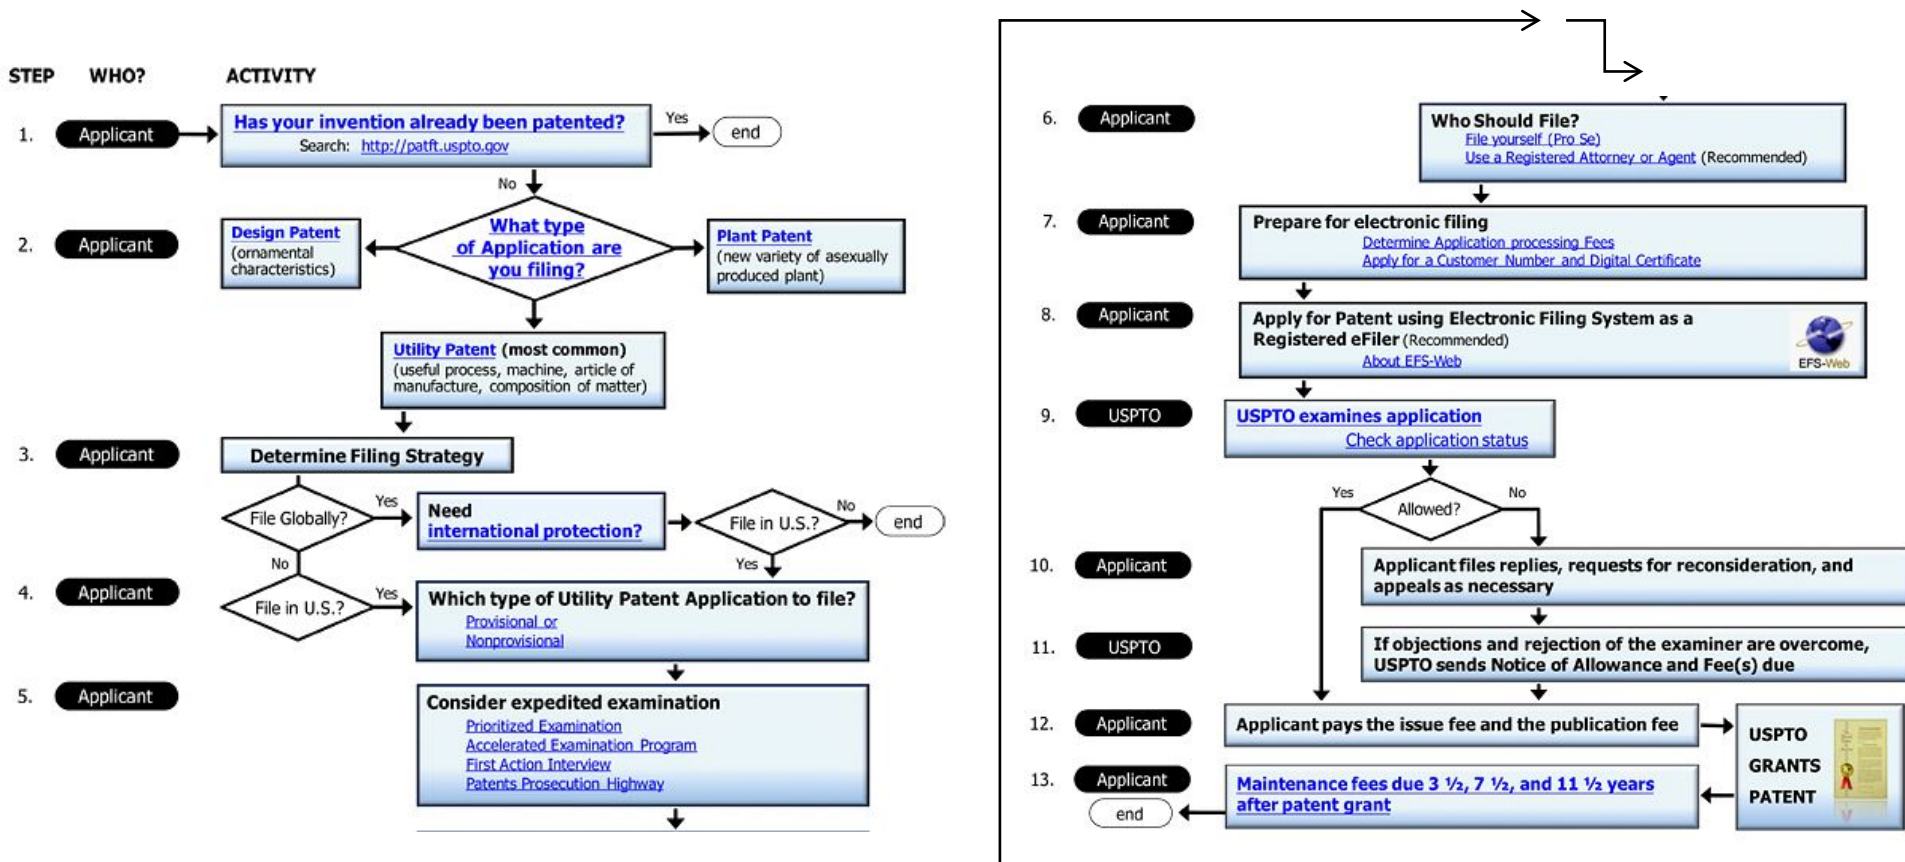 STEP WHO? ACTIVITY
1. Applicant
Has your invention already been patented?
Search: http://patft.uspto.gov
Yes
end
No
2. Applicant
Design Patent
(ornamental
characteristics)
What type
of Application are
you filing?
Plant Patent
(new variety of asexually
produced plant)
Utility Patent (most common)
(useful process, machine, article of
manufacture, composition of matter)
3. Applicant
Determine Filing Strategy
File Globally?
Yes
Need
international protection?
File in U.S.?
No
end
No
Yes
4. Applicant
File in U.S.?
Yes
Which type of Utility Patent Application to file?
Provisional or
Nonprovisional
5. Applicant
Consider expedited examination
Prioritized Examination
Accelerated Examination Program
First Action Interview
Patents Prosecution Highway
6. Applicant
Who Should File?
File yourself (Pro Se)
Use a Registered Attorney or Agent (Recommended)
7. Applicant
Prepare for electronic filing
Determine Application processing Fees
Apply for a Customer Number and Digital Certificate
8. Applicant
Apply for Patent using Electronic Filing System as a
Registered eFiler (Recommended)
About EFS-Web
EFS-Web
9. USPTO
USPTO examines application
Check application status
Yes
Allowed?
No
10. Applicant
Applicant files replies, requests for reconsideration, and
appeals as necessary
11. USPTO
If objections and rejection of the examiner are overcome,
USPTO sends Notice of Allowance and Fee(s) due
12. Applicant
Applicant pays the issue fee and the publication fee
USPTO
GRANTS
PATENT
13. Applicant
Maintenance fees due 3 ½, 7 ½, and 11 ½ years
after patent grant
end